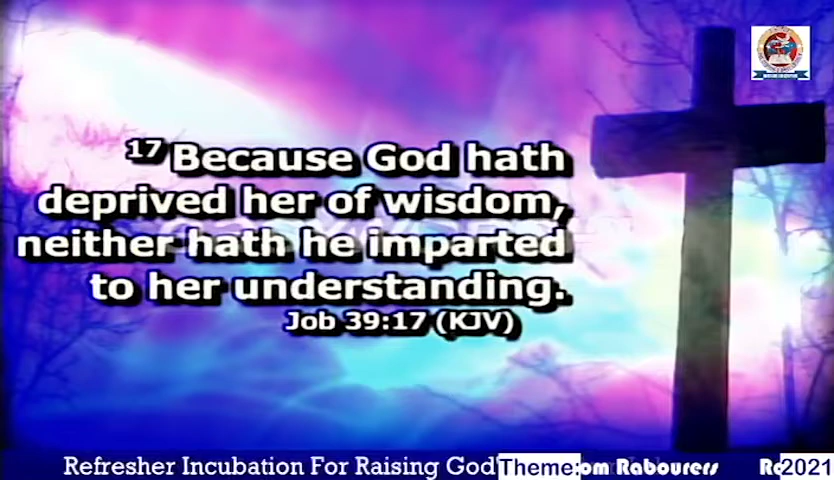 17 Because God hath
deprived her of wisdom,
neither hath he imparted
to her understanding.
Job 39:17 (KJV)
Refresher Incubation For Raising God' Theme: om Rabourers Re 2021